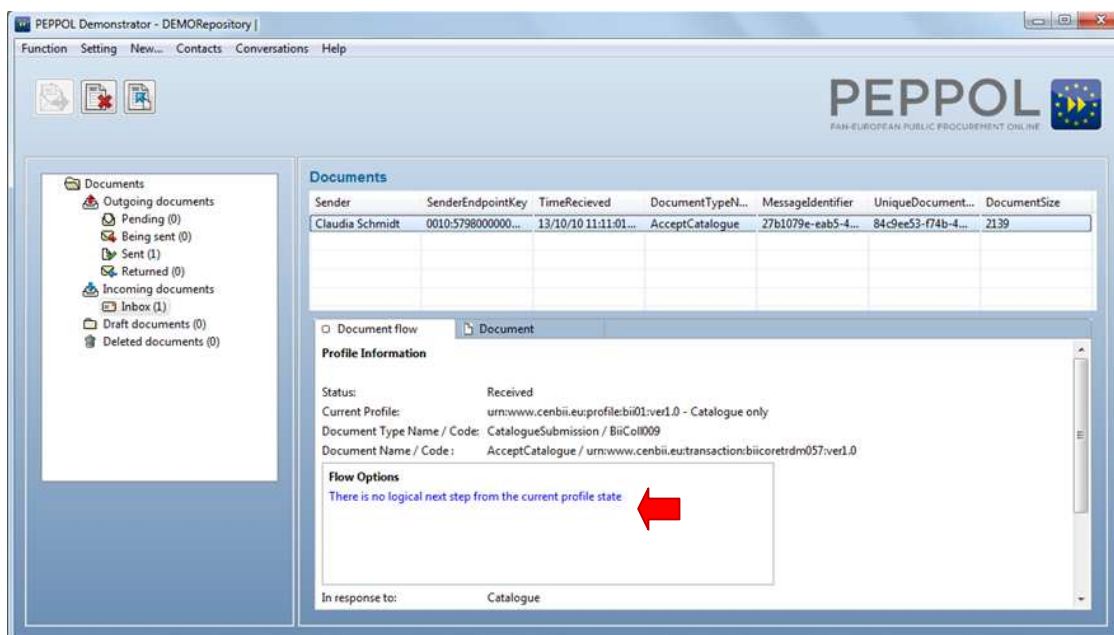 PEPPOL Demonstrator - DEMORepository |
Function Setting New... Contacts Conversations Help
PEPPOL
PAN-EUROPEAN PUBLIC PROCUREMENT ONLINE
Documents
Outgoing documents
Pending (0)
Being sent (0)
Sent (1)
Returned (0)
Incoming documents
Inbox (1)
Draft documents (0)
Deleted documents (0)
Documents
Sender SenderEndpointKey TimeRecieved DocumentTypeN... MessageIdentifier UniqueDocument... DocumentSize
Claudia Schmidt 0010:5798000000... 13/10/10 11:11:01... AcceptCatalogue 27b1079e-eab5-4... 84c9ee53-f74b-4... 2139
Document flow Document
Profile Information
Status: Received
Current Profile: urn:www.cenbii.eu:profile:bii01:ver1.0 - Catalogue only
Document Type Name / Code: CatalogueSubmission / BiiColl009
Document Name / Code : AcceptCatalogue / urn:www.cenbii.eu:transaction:biicoretrdm057:ver1.0
Flow Options
There is no logical next step from the current profile state
In response to: Catalogue